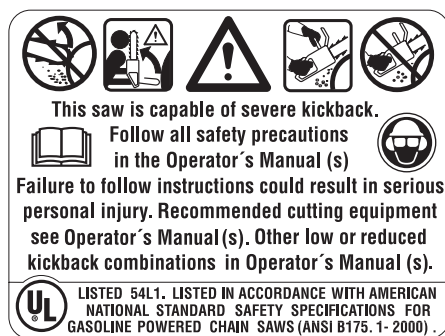 This saw is capable of severe kickback.
Follow all safety precautions
in the Operator´s Manual (s)
Failure to follow instructions could result in serious
personal injury. Recommended cutting equipment
see Operator´s Manual (s). Other low or reduced
kickback combinations in Operator´s Manual (s).
UL
LISTED 54L1. LISTED IN ACCORDANCE WITH AMERICAN
NATIONAL STANDARD SAFETY SPECIFICATIONS FOR
GASOLINE POWERED CHAIN SAWS (ANSI B175. 1- 2000).